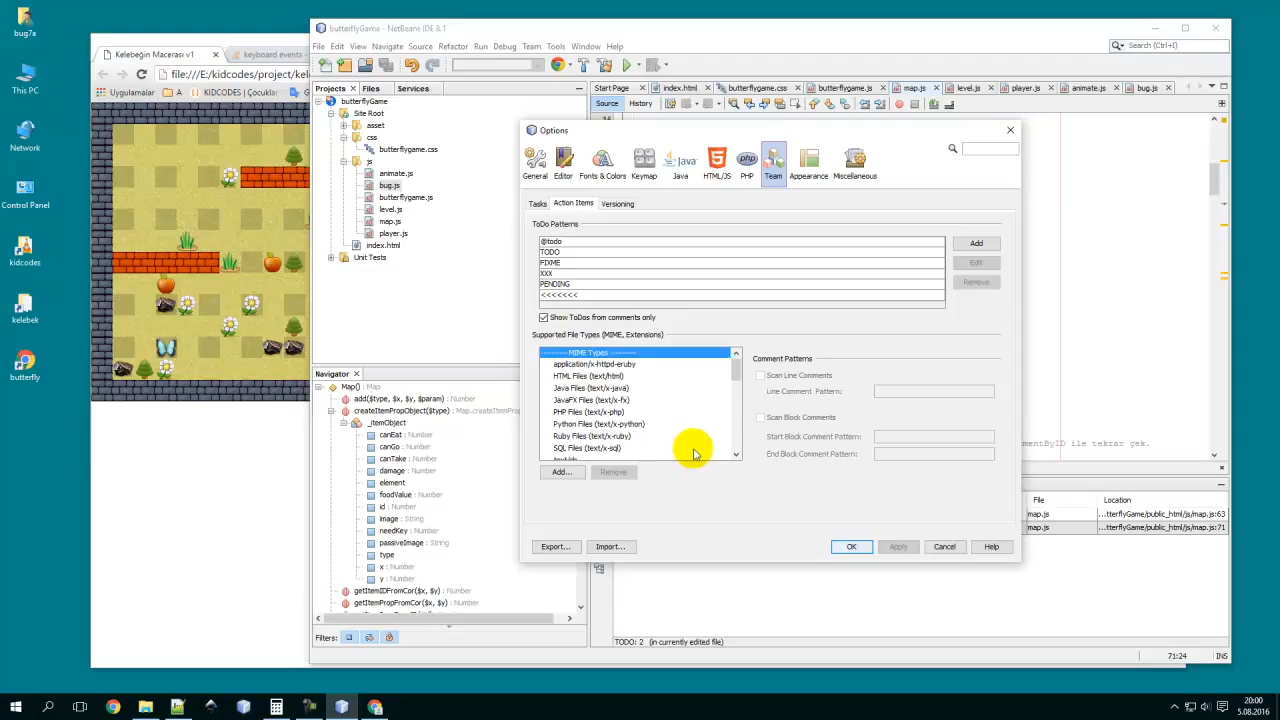 bug7a
This PC
Network
Control Panel
kidcodes
kelebek
butterfly
Kelebeğin Macerası v1
keyboard events -
file:///E:/kidcodes/project/kel
Uygulamalar
A
KIDCODES | Çocuklar
G
butterflyGame - NetBeans IDE 8.1
File Edit View Navigate Source Refactor Run Debug Team Tools Window Help
Search (Ctrl+I)
Projects
Files
Services
butterflyGame
Site Root
asset
css
butterflygame.css
js
animate.js
bug.js
butterflygame.js
level.js
map.js
player.js
index.html
Unit Tests
Navigator
Map() : Map
add($type, $x, $y, $param) : Number
createItemPropObject($type) : Map.createItemProp
_itemObject
canEat : Number
canGo : Number
canTake : Number
damage : Number
element
foodValue : Number
id : Number
image : String
needKey : Number
passiveImage : String
type
x : Number
y : Number
getItemIDFromCor($x, $y)
getItemPropFromCor($x, $y)
Filters:
Start Page
index.html
butterflygame.css
butterflygame.js
map.js
level.js
player.js
animate.js
bug.js
Source
History
16
Options
General
Editor
Fonts & Colors
Keymap
Java
HTML/JS
PHP
Team
Appearance
Miscellaneous
Tasks
Action Items
Versioning
ToDo Patterns
@todo
TODO
FIXME
XXX
PENDING
<<<<<<<
Add
Edit
Remove
Show ToDos from comments only
Supported File Types (MIME, Extensions)
---------- MIME Types ----------
application/x-httpd-eruby
HTML Files (text/html)
Java Files (text/x-java)
JavaFX Files (text/x-fx)
PHP Files (text/x-php)
Python Files (text/x-python)
Ruby Files (text/x-ruby)
SQL Files (text/x-sql)
Add...
Remove
Comment Patterns
Scan Line Comments
Line Comment Pattern:
Scan Block Comments
Start Block Comment Pattern:
End Block Comment Pattern:
Export...
Import...
OK
Apply
Cancel
Help
mentByID ile tekrar çek.
File
Location
map.js
...tterflyGame/public_html/js/map.js:63
map.js
...tterflyGame/public_html/js/map.js:71
TODO: 2 (in currently edited file)
71:24
INS
20:00
5.08.2016